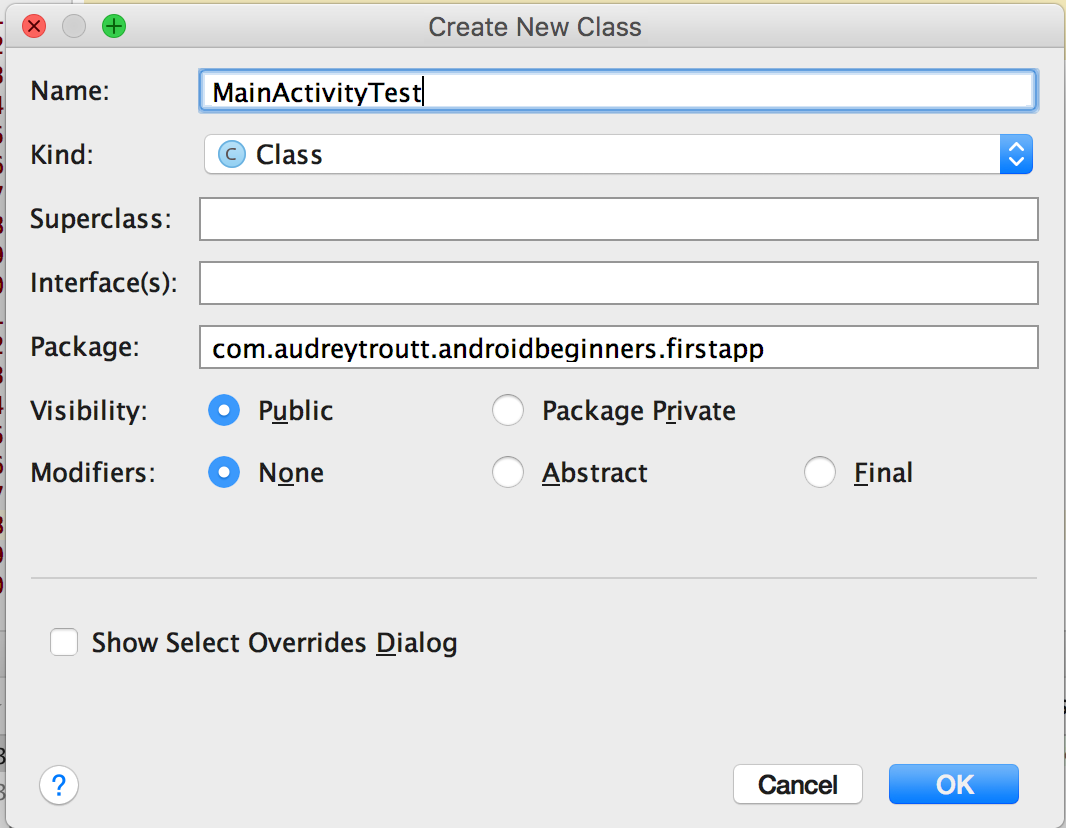 Create New Class
Name: MainActivityTest
Kind: C Class
Superclass:
Interface(s):
Package: com.audreytroutt.androidbeginners.firstapp
Visibility: Public Package Private
Modifiers: None Abstract Final
Show Select Overrides Dialog
? Cancel OK